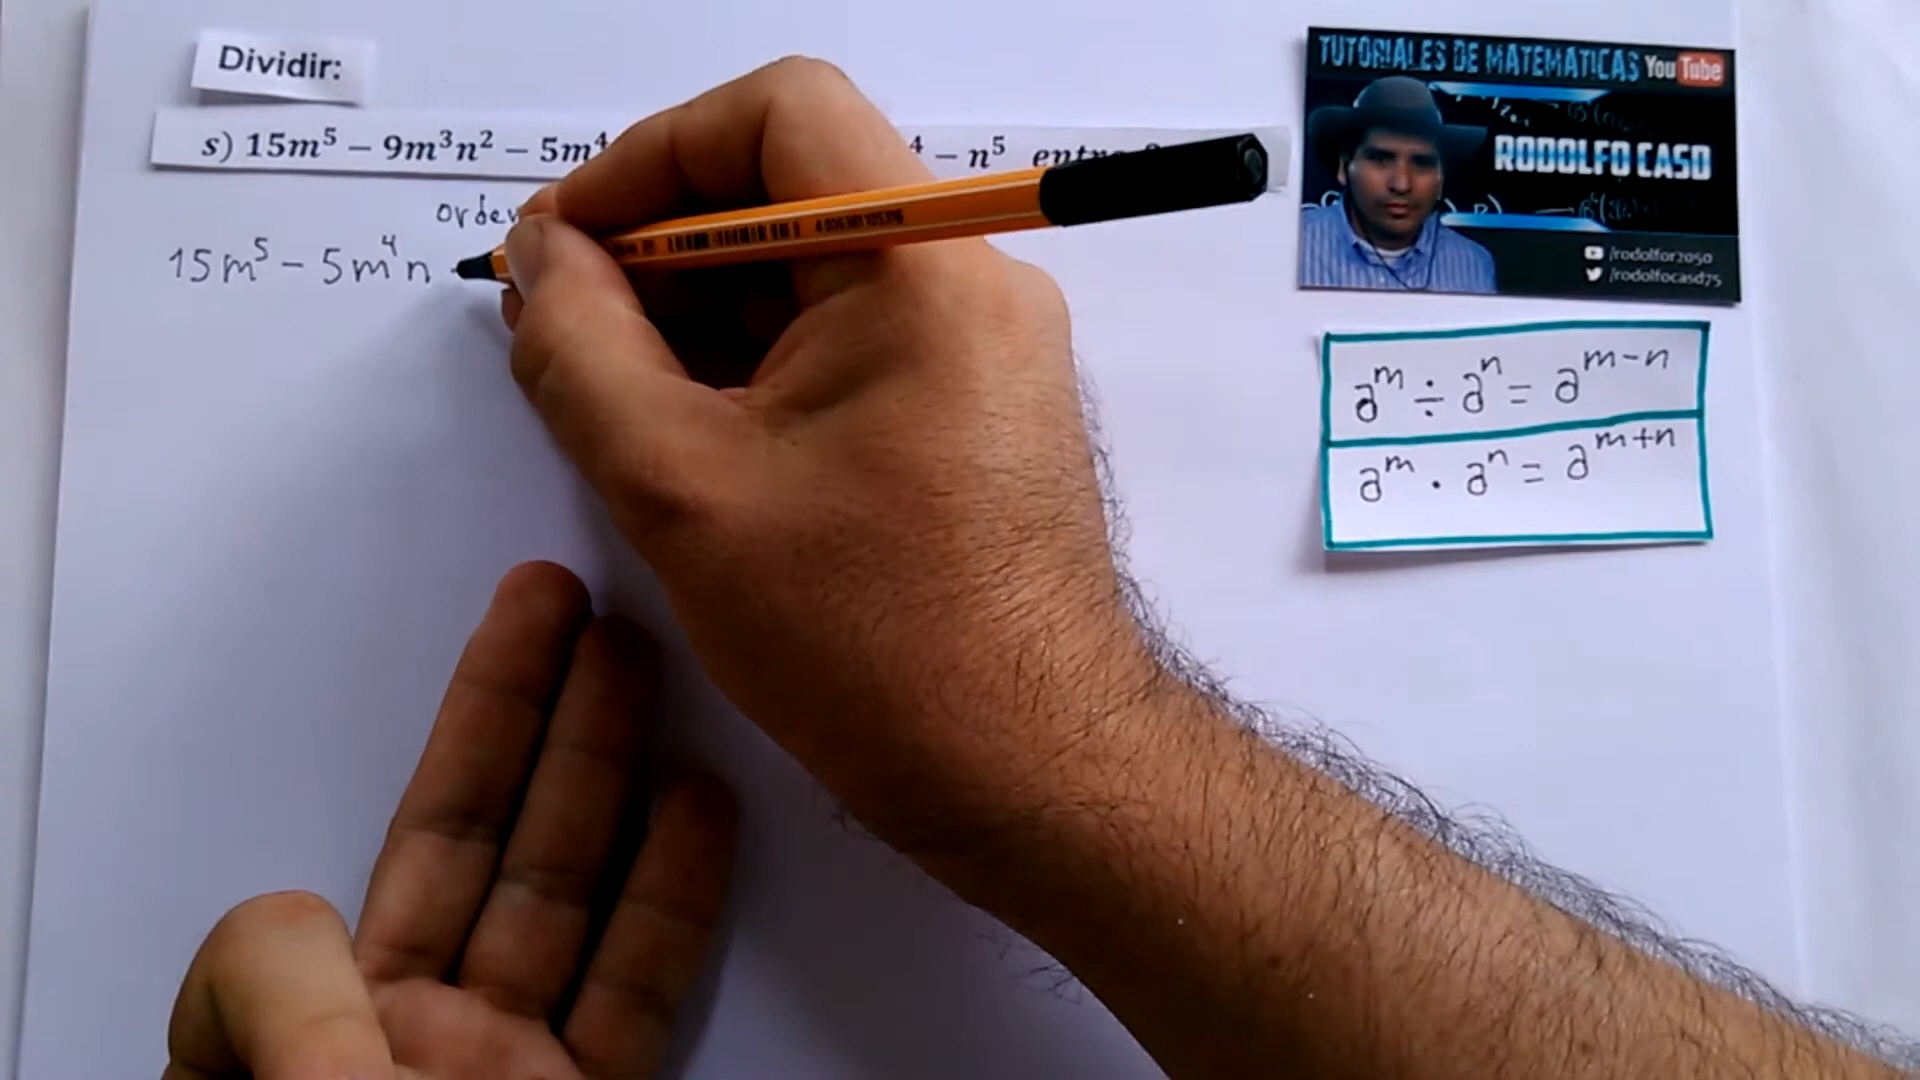 Dividir:
s) 15m⁵ − 9m³n² − 5m⁴ ⁴ − n⁵ entre
15m⁵ − 5m⁴n
TUTORIALES DE MATEMATICAS YouTube
RODOLFO CASD
/rodolfor2050
/rodolfocasd75
aᵐ ÷ aⁿ = aᵐ⁻ⁿ
aᵐ · aⁿ = aᵐ⁺ⁿ